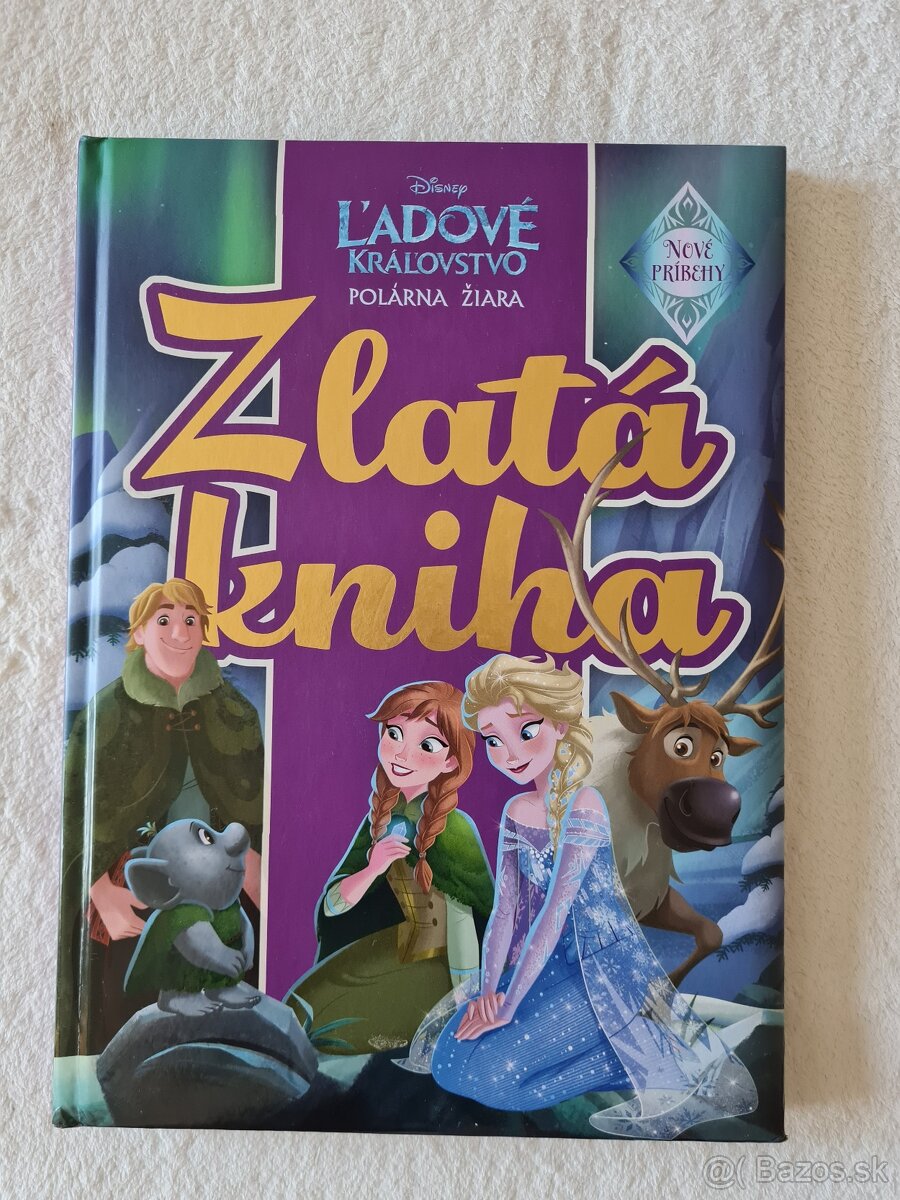 Disney
ĽADOVÉ
KRÁĽOVSTVO
POLÁRNA ŽIARA
NOVÉ
PRÍBEHY
Zlatá
kniha
@( Bazos.sk